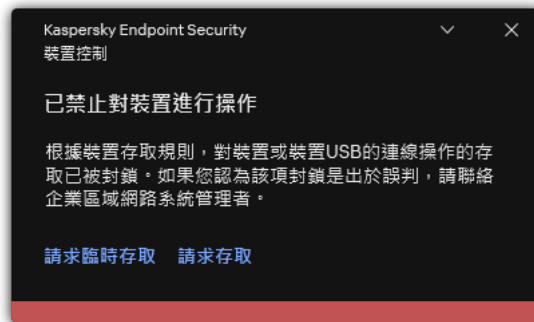 Kaspersky Endpoint Security
裝置控制
已禁止對裝置進行操作
根據裝置存取規則，對裝置或裝置USB的連線操作的存
取已被封鎖。如果您認為該項封鎖是出於誤判，請聯絡
企業區域網路系統管理者。
請求臨時存取 請求存取